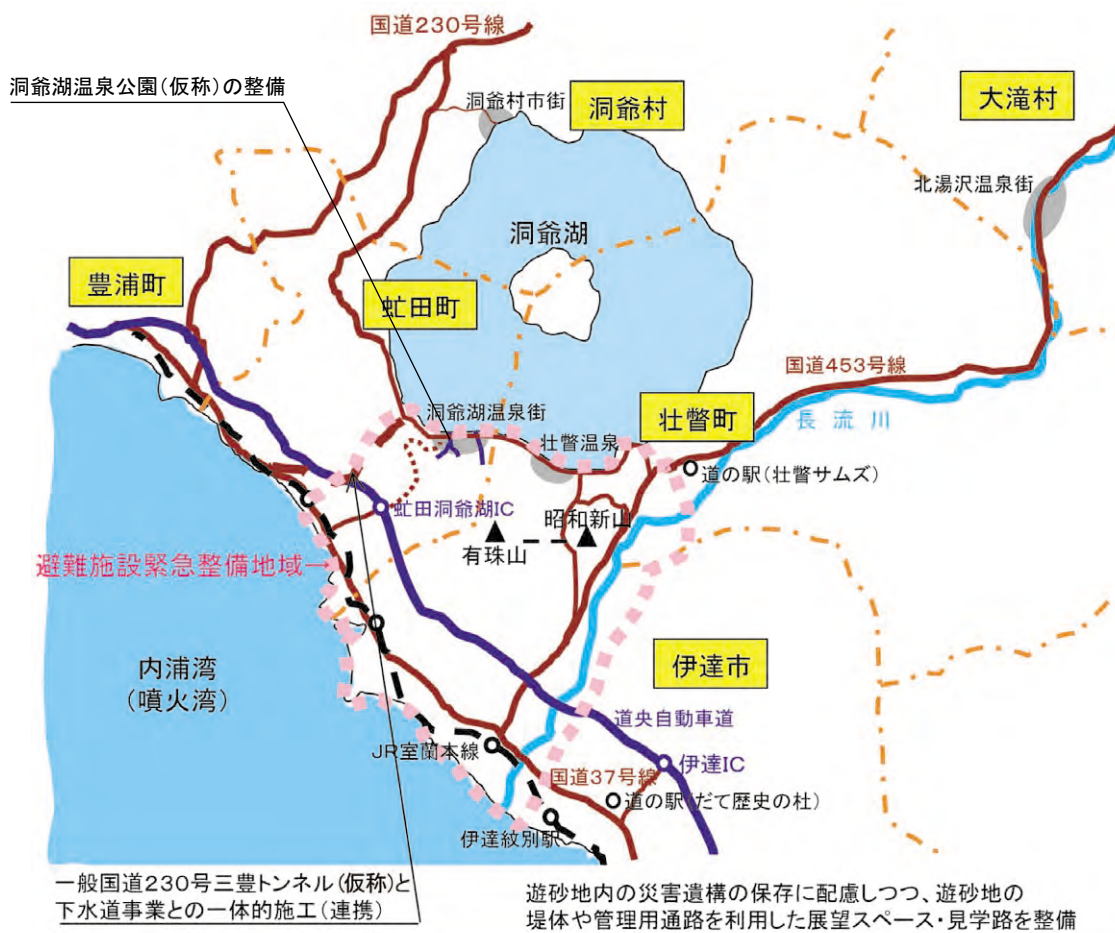 国道230号線
洞爺湖温泉公園(仮称)の整備
洞爺村市街
洞爺村
大滝村
北湯沢温泉街
洞爺湖
豊浦町
虻田町
国道453号線
洞爺湖温泉街
壮瞥町
長流川
壮瞥温泉
道の駅(壮瞥サムズ)
虻田洞爺湖IC
昭和新山
有珠山
避難施設緊急整備地域→
内浦湾
(噴火湾)
伊達市
道央自動車道
JR室蘭本線
伊達IC
国道37号線
道の駅(だて歴史の杜)
伊達紋別駅
一般国道230号三豊トンネル(仮称)と
下水道事業との一体的施工(連携)
遊砂地内の災害遺構の保存に配慮しつつ、遊砂地の
堤体や管理用通路を利用した展望スペース・見学路を整備